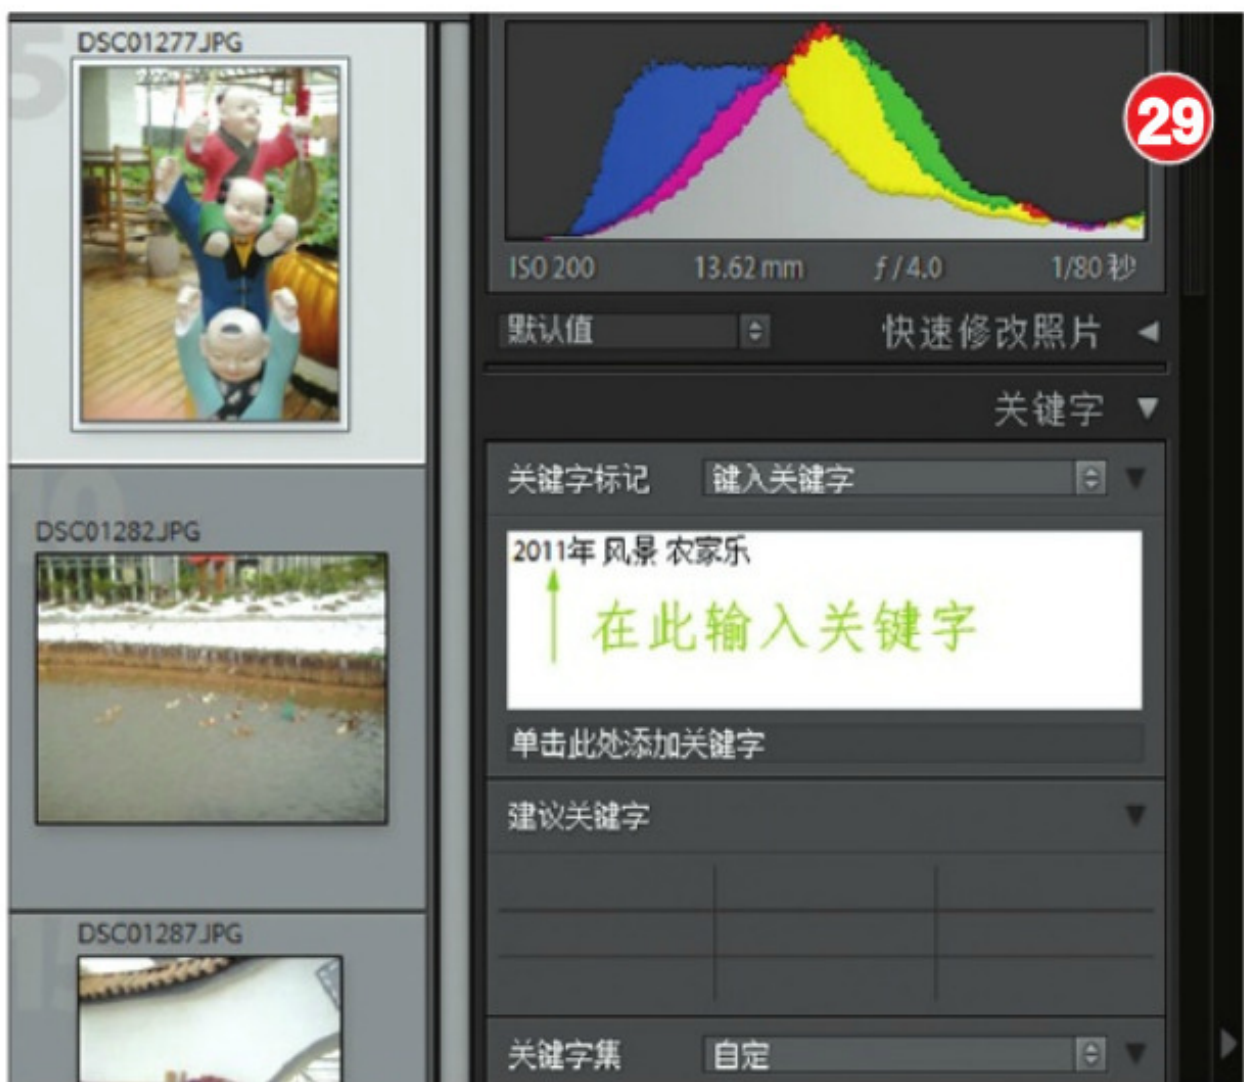 5
DSC01277.JPG
29
ISO 200 13.62 mm ƒ / 4.0 1/80 秒
默认值 快速修改照片
关键字
关键字标记 键入关键字
10
DSC01282.JPG
2011年 风景 农家乐
在此输入关键字
单击此处添加关键字
建议关键字
15
DSC01287.JPG
关键字集 自定